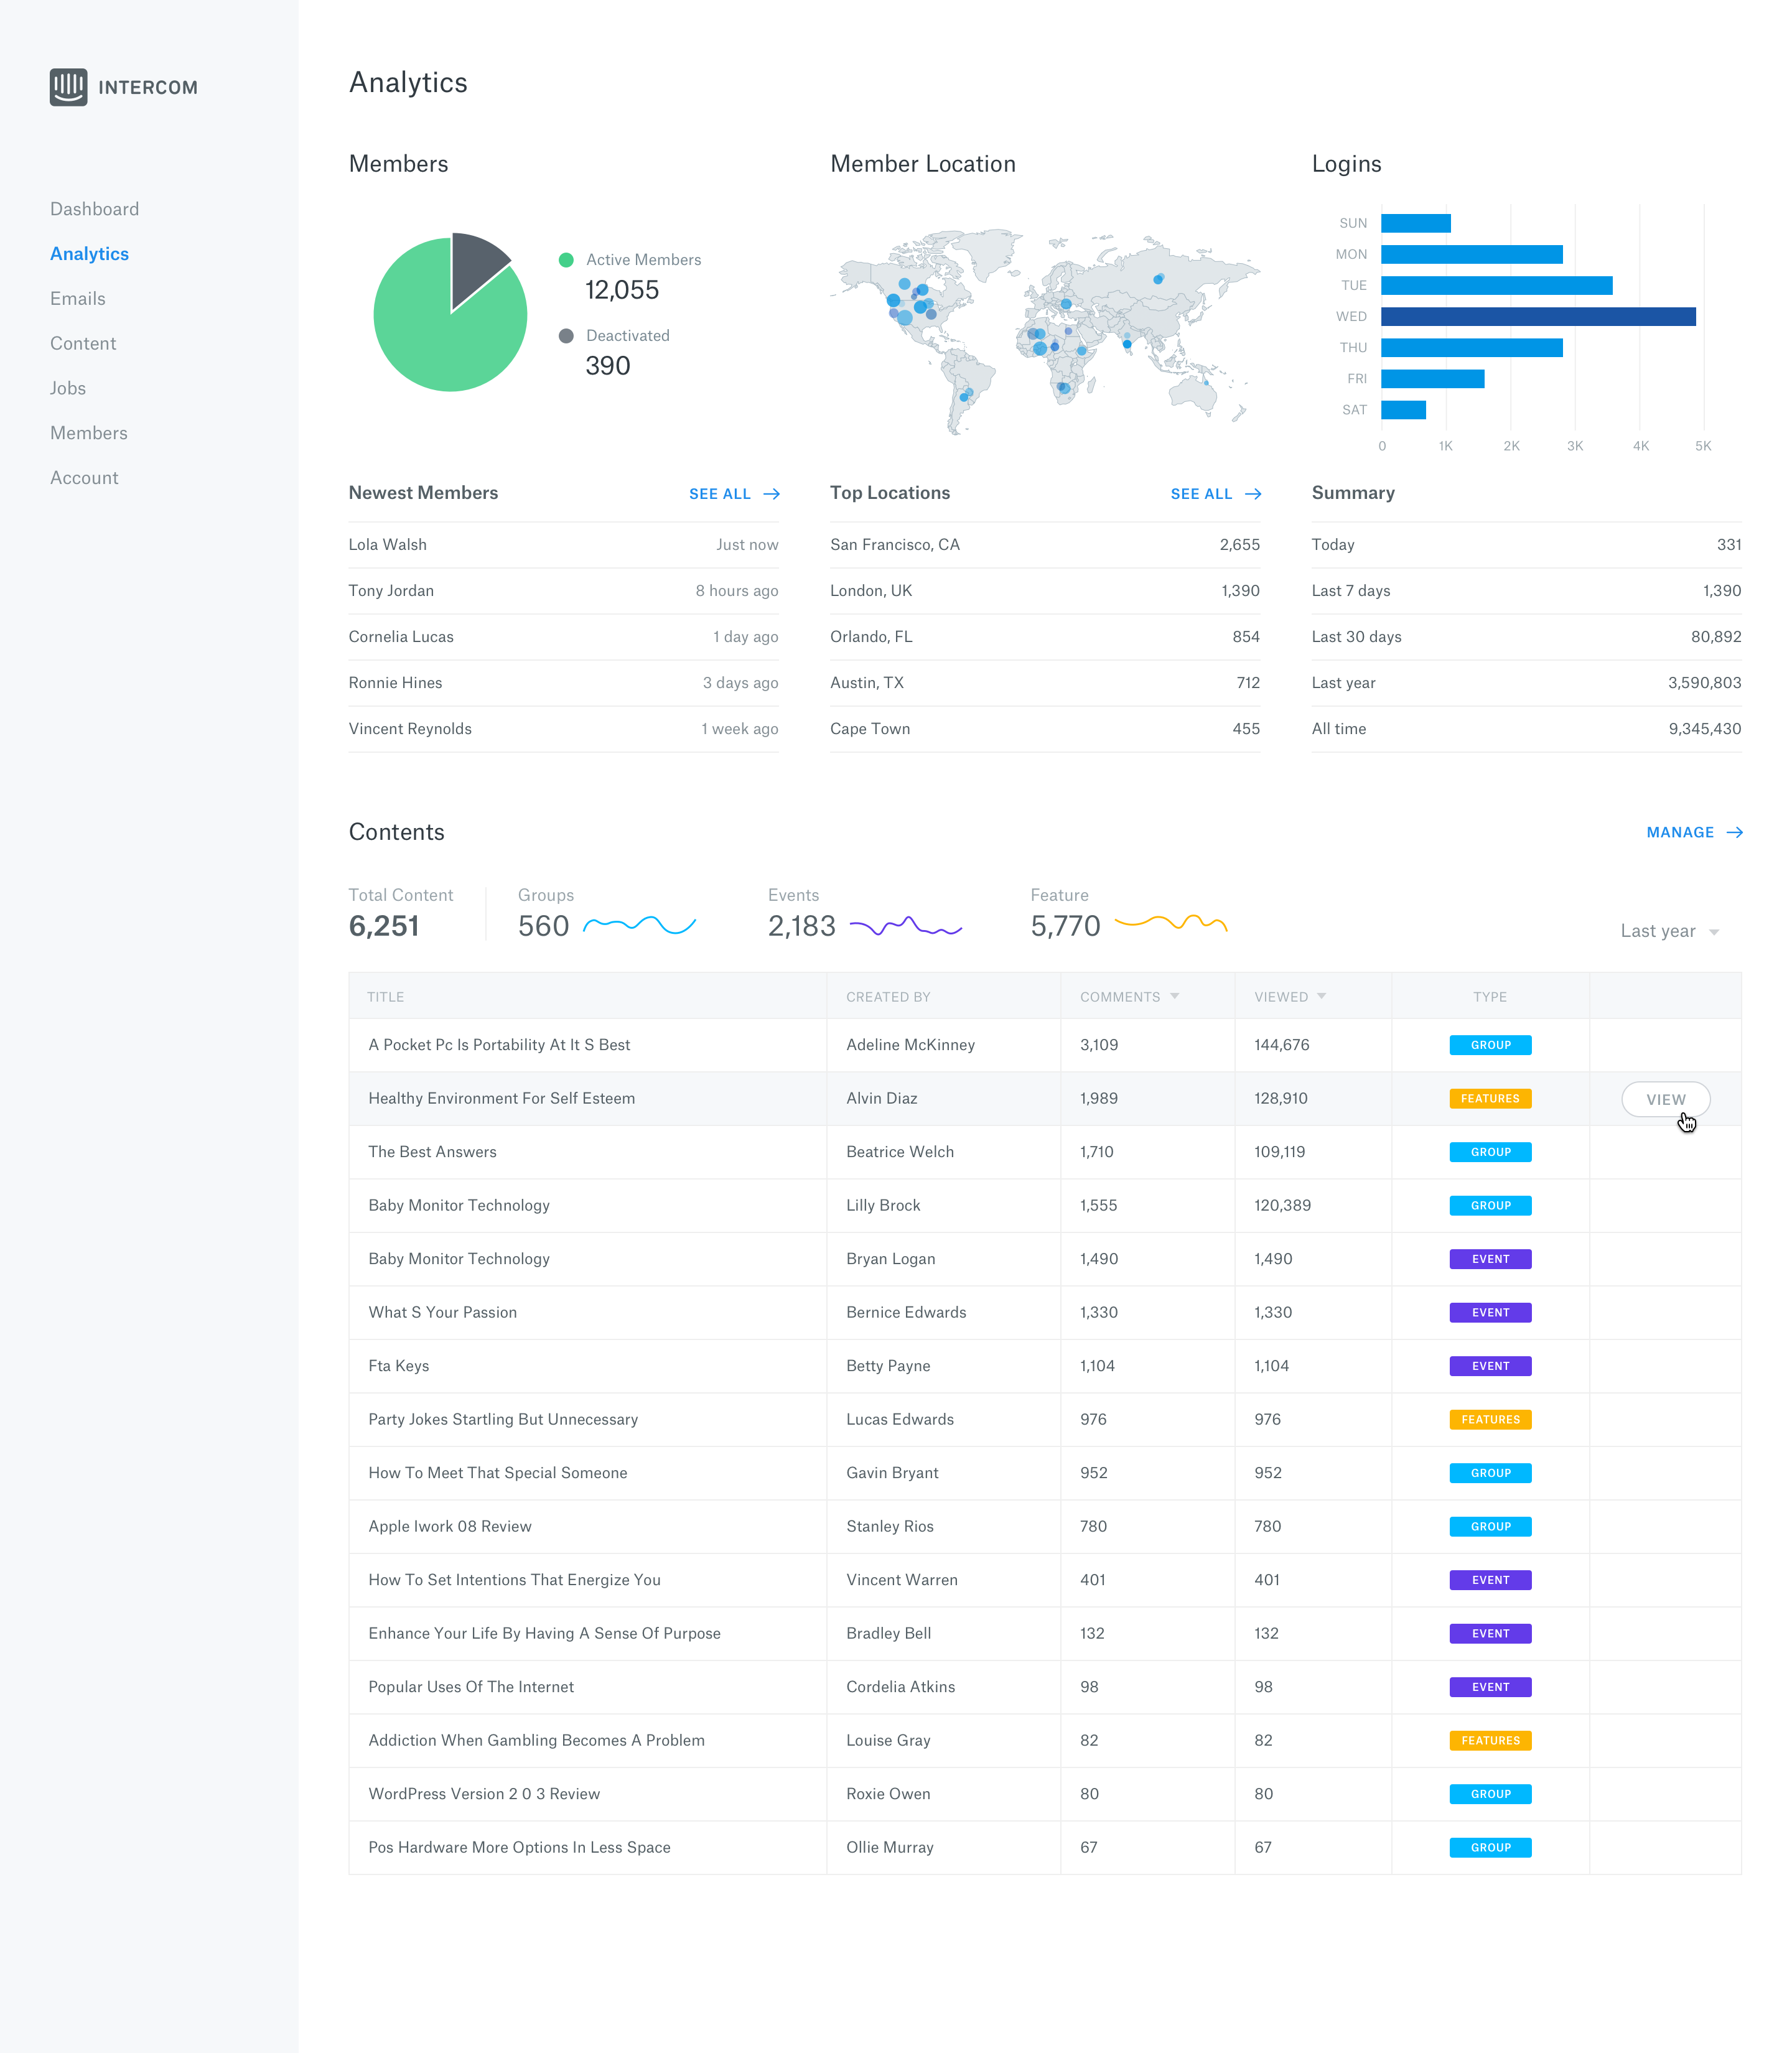 INTERCOM
Dashboard
Analytics
Emails
Content
Jobs
Members
Account
Analytics
Members
Active Members
12,055
Deactivated
390
Member Location
Logins
SUN
MON
TUE
WED
THU
FRI
SAT
0 1K 2K 3K 4K 5K
Newest Members SEE ALL
Lola Walsh Just now
Tony Jordan 8 hours ago
Cornelia Lucas 1 day ago
Ronnie Hines 3 days ago
Vincent Reynolds 1 week ago
Top Locations SEE ALL
San Francisco, CA 2,655
London, UK 1,390
Orlando, FL 854
Austin, TX 712
Cape Town 455
Summary
Today 331
Last 7 days 1,390
Last 30 days 80,892
Last year 3,590,803
All time 9,345,430
Contents MANAGE
Total Content Groups Events Feature
6,251 560 2,183 5,770 Last year
TITLE CREATED BY COMMENTS VIEWED TYPE
A Pocket Pc Is Portability At It S Best Adeline McKinney 3,109 144,676 GROUP
Healthy Environment For Self Esteem Alvin Diaz 1,989 128,910 FEATURES VIEW
The Best Answers Beatrice Welch 1,710 109,119 GROUP
Baby Monitor Technology Lilly Brock 1,555 120,389 GROUP
Baby Monitor Technology Bryan Logan 1,490 1,490 EVENT
What S Your Passion Bernice Edwards 1,330 1,330 EVENT
Fta Keys Betty Payne 1,104 1,104 EVENT
Party Jokes Startling But Unnecessary Lucas Edwards 976 976 FEATURES
How To Meet That Special Someone Gavin Bryant 952 952 GROUP
Apple Iwork 08 Review Stanley Rios 780 780 GROUP
How To Set Intentions That Energize You Vincent Warren 401 401 EVENT
Enhance Your Life By Having A Sense Of Purpose Bradley Bell 132 132 EVENT
Popular Uses Of The Internet Cordelia Atkins 98 98 EVENT
Addiction When Gambling Becomes A Problem Louise Gray 82 82 FEATURES
WordPress Version 2 0 3 Review Roxie Owen 80 80 GROUP
Pos Hardware More Options In Less Space Ollie Murray 67 67 GROUP